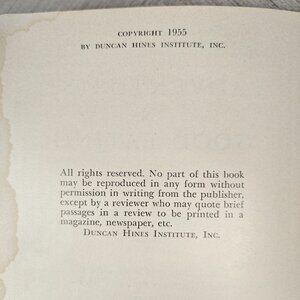 COPYRIGHT 1955
BY DUNCAN HINES INSTITUTE, INC.
All rights reserved. No part of this book
may be reproduced in any form without
permission in writing from the publisher,
except by a reviewer who may quote brief
passages in a review to be printed in a
magazine, newspaper, etc.
DUNCAN HINES INSTITUTE, INC.